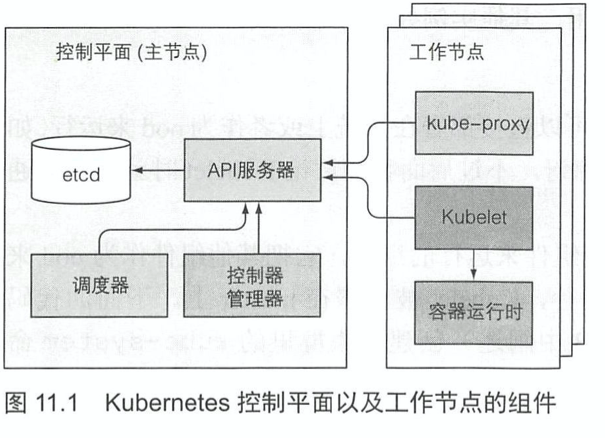 控制平面 (主节点)
工作节点
kube-proxy
API服务器
etcd
Kubelet
调度器
控制器
管理器
容器运行时
图 11.1 Kubernetes 控制平面以及工作节点的组件